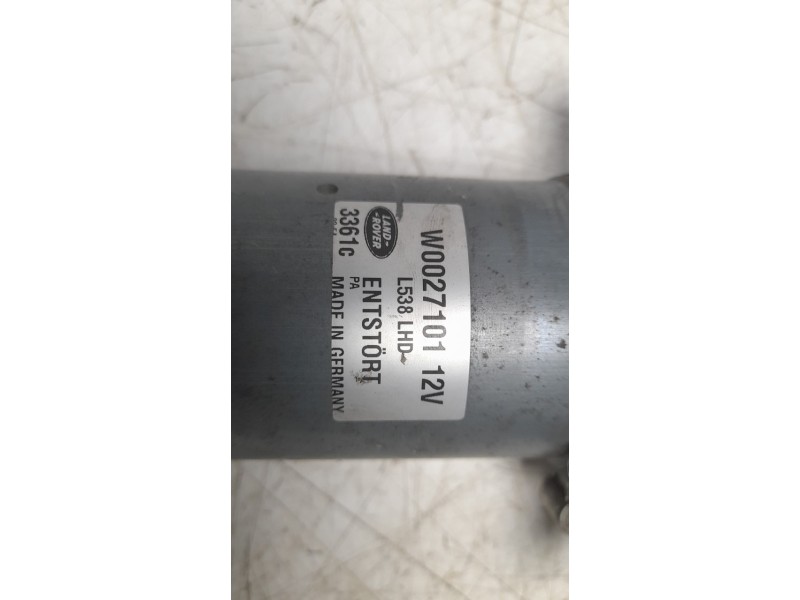 W0027101 12V
L538 LHD
LAND-
-ROVER
ENTSTÖRT
3361c
PA
MADE IN GERMANY